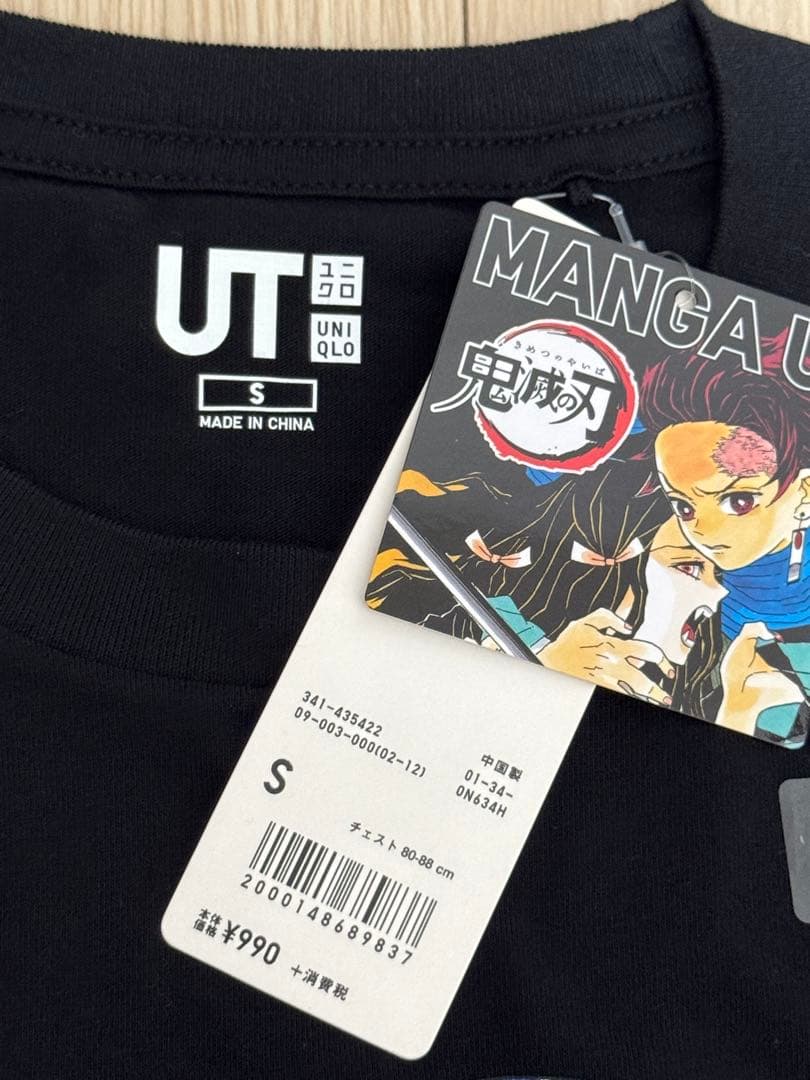 UT
ユニ
クロ
UNI
QLO
S
MADE IN CHINA
MANGA U
きめつのやいば
鬼滅の刃
341-435422
09-003-000(02-12)
S
中国製
01-34-
0N634H
チェスト 80-88 cm
2000148689837
本体
価格 ¥990
+消費税